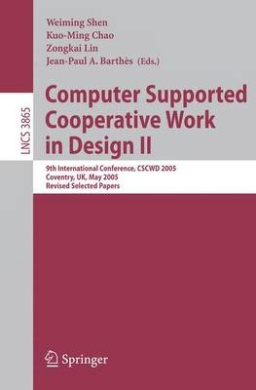 Weiming Shen
Kuo-Ming Chao
Zongkai Lin
Jean-Paul A. Barthès (Eds.)
LNCS 3865
Computer Supported
Cooperative Work
in Design II
9th International Conference, CSCWD 2005
Coventry, UK, May 2005
Revised Selected Papers
Springer